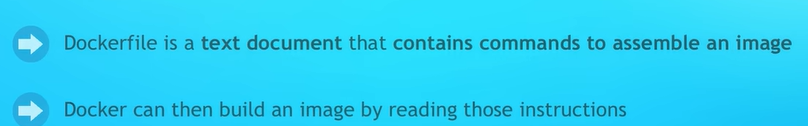 Dockerfile is a text document that contains commands to assemble an image
Docker can then build an image by reading those instructions